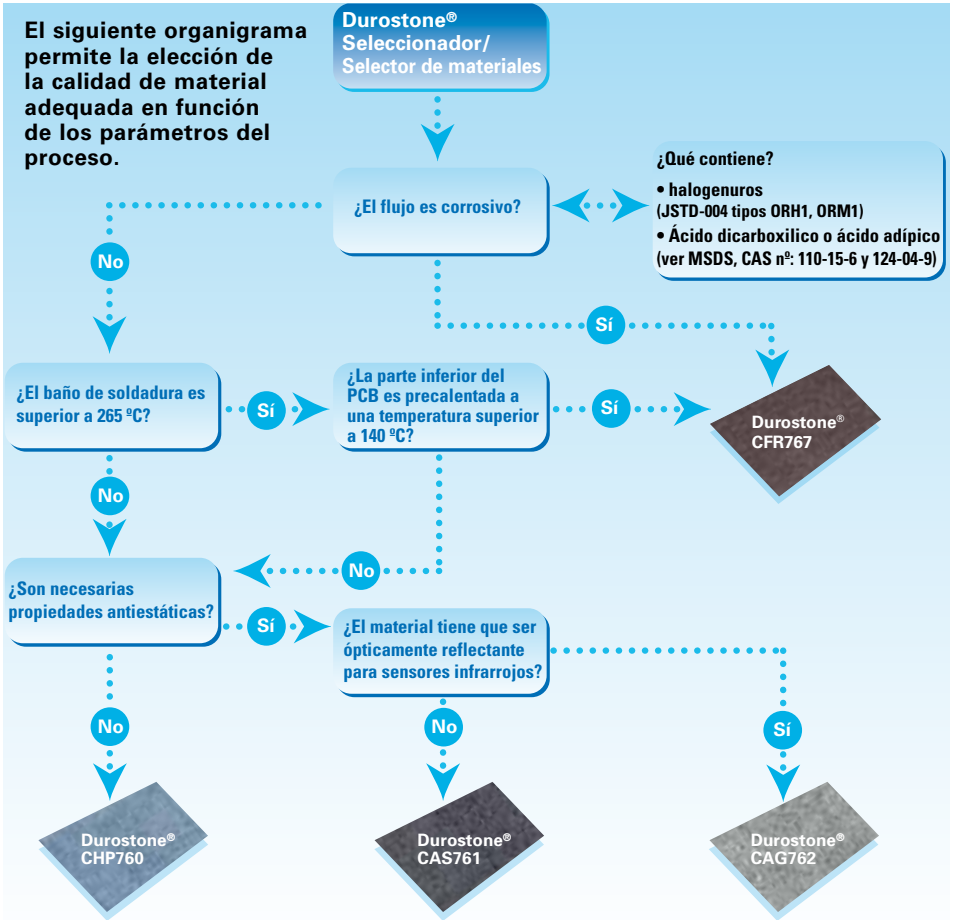 El siguiente organigrama
permite la elección de
la calidad de material
adequada en función
de los parámetros del
proceso.
Durostone®
Seleccionador/
Selector de materiales
¿El flujo es corrosivo?
¿Qué contiene?
• halogenuros
(JSTD-004 tipos ORH1, ORM1)
• Ácido dicarboxilico o ácido adípico
(ver MSDS, CAS nº: 110-15-6 y 124-04-9)
No
Sí
¿El baño de soldadura es
superior a 265 ºC?
Sí
¿La parte inferior del
PCB es precalentada a
una temperatura superior
a 140 ºC?
Sí
Durostone®
CFR767
No
No
¿Son necesarias
propiedades antiestáticas?
Sí
¿El material tiene que ser
ópticamente reflectante
para sensores infrarrojos?
No
No
Sí
Durostone®
CHP760
Durostone®
CAS761
Durostone®
CAG762